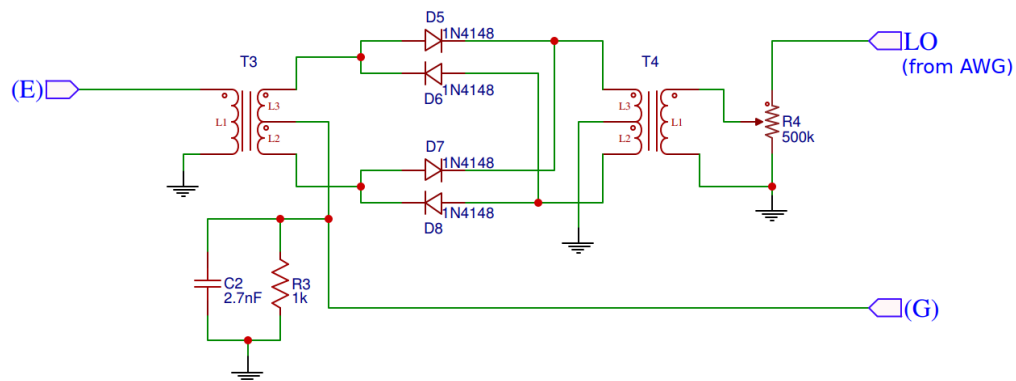 D5
1N4148
LO
(from AWG)
T3
T4
(E)
D6
1N4148
L3
L1
L2
L3
L1
L2
R4
500k
D7
1N4148
D8
1N4148
C2
2.7nF
R3
1k
(G)